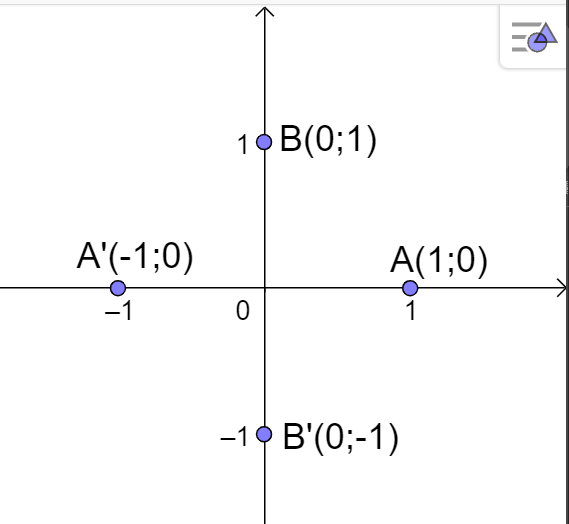 1
B(0;1)
A'(-1;0)
A(1;0)
–1
0
1
–1
B'(0;-1)